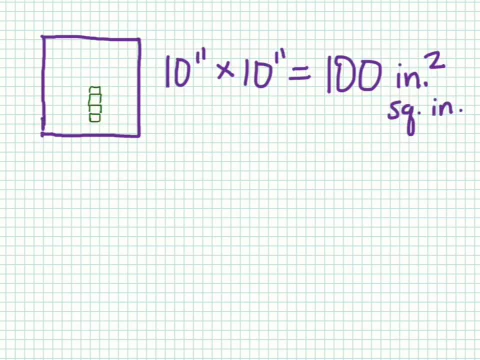 10" × 10" = 100 in.²
sq. in.